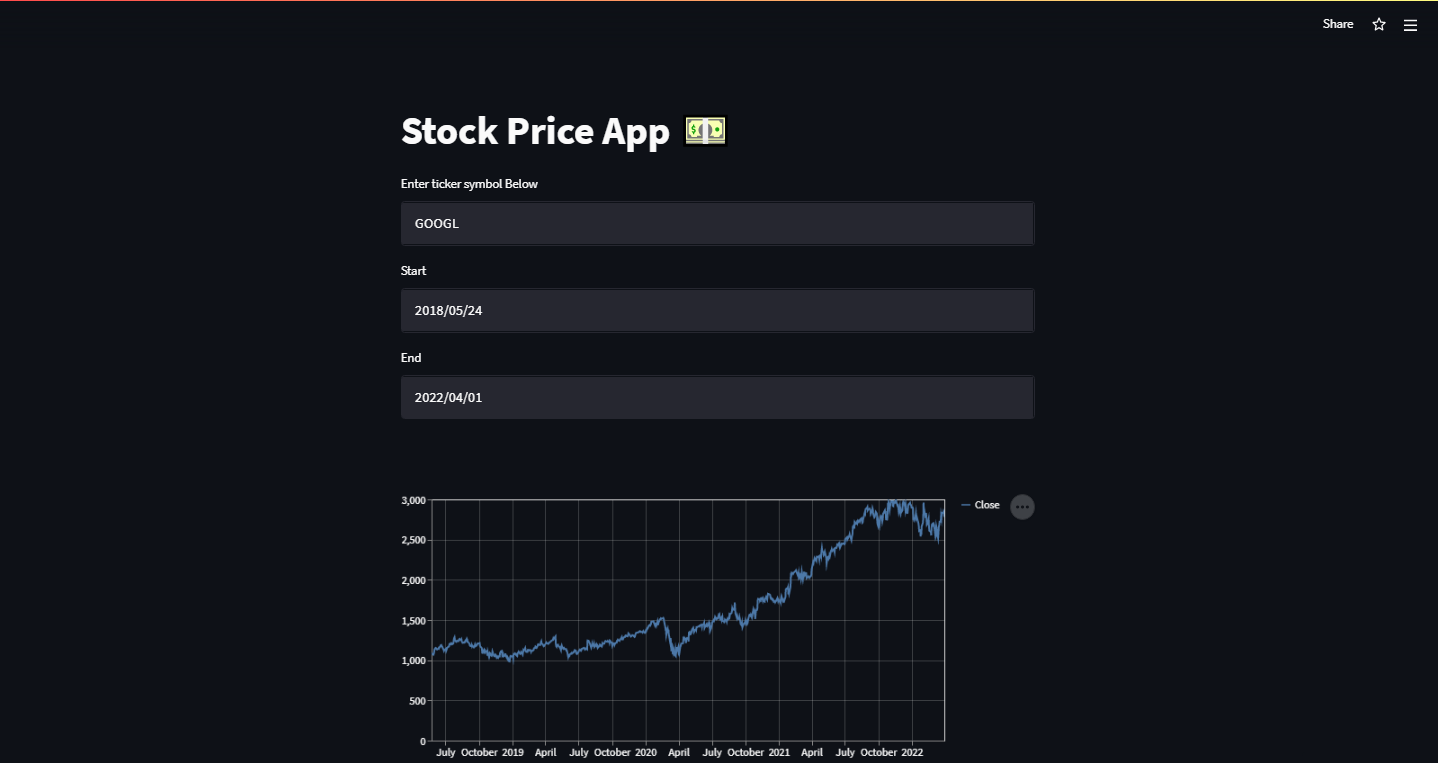 Share
Stock Price App 💵
Enter ticker symbol Below
GOOGL
Start
2018/05/24
End
2022/04/01
3,000
Close
2,500
2,000
1,500
1,000
500
0
July October 2019 April July October 2020 April July October 2021 April July October 2022